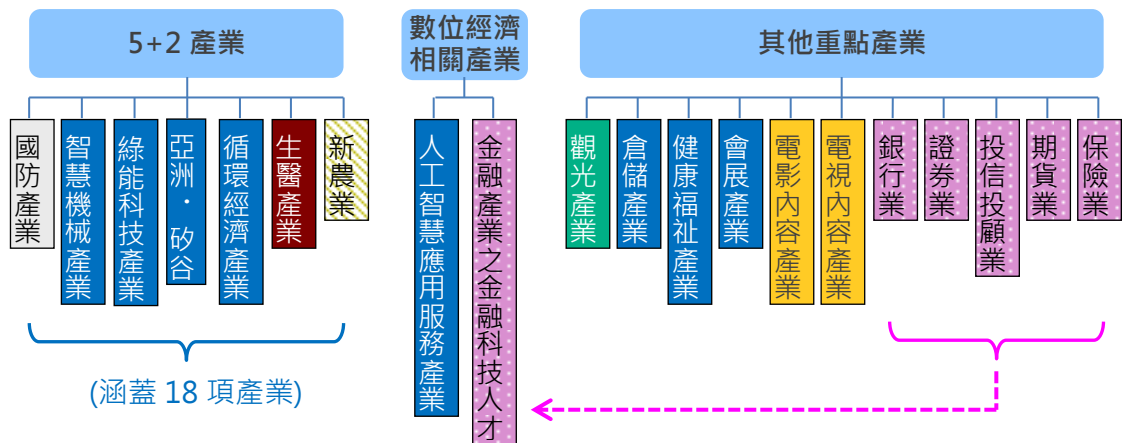 5+2 產業
數位經濟
相關產業
其他重點產業
國防產業
智慧機械產業
綠能科技產業
亞洲‧矽谷
循環經濟產業
生醫產業
新農業
人工智慧應用服務產業
金融產業之金融科技人才
觀光產業
倉儲產業
健康福祉產業
會展產業
電影內容產業
電視內容產業
銀行業
證券業
投信投顧業
期貨業
保險業
(涵蓋 18 項產業)